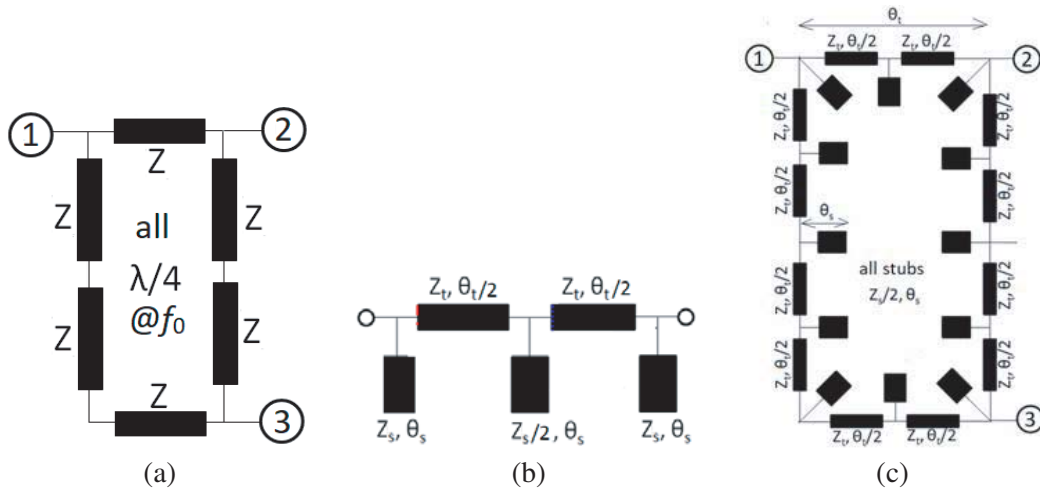 1
2
Z
Z
Z
all
λ/4
@f₀
Z
Z
Z
3
(a)
Zₜ, θₜ/2
Zₜ, θₜ/2
Zₛ, θₛ
Zₛ/2, θₛ
Zₛ, θₛ
(b)
θₜ
1
Zₜ, θₜ/2
Zₜ, θₜ/2
2
Zₜ, θₜ/2
Zₜ, θₜ/2
Zₜ, θₜ/2
Zₜ, θₜ/2
θₛ
all stubs
Zₛ/2, θₛ
Zₜ, θₜ/2
Zₜ, θₜ/2
Zₜ, θₜ/2
Zₜ, θₜ/2
Zₜ, θₜ/2
Zₜ, θₜ/2
3
(c)